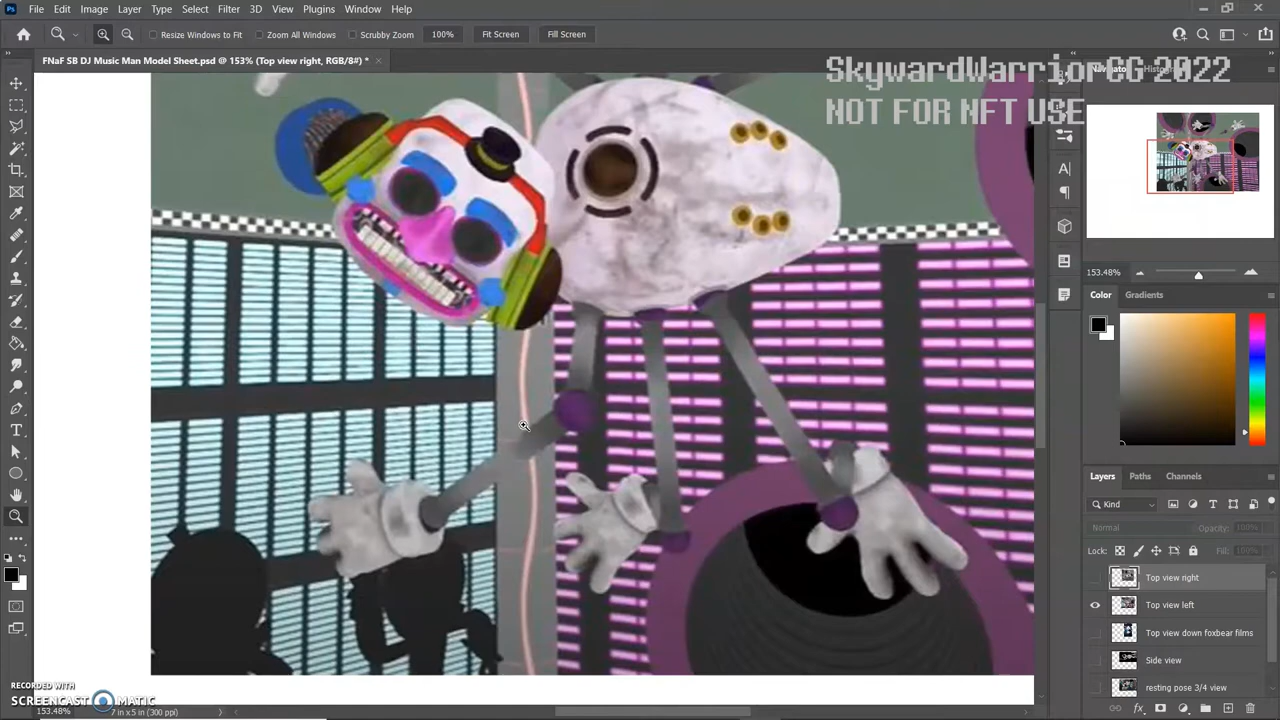 Ps File Edit Image Layer Type Select Filter 3D View Plugins Window Help
Resize Windows to Fit Zoom All Windows Scrubby Zoom 100% Fit Screen Fill Screen
FNaF SB DJ Music Man Model Sheet.psd @ 153% (Top view right, RGB/8#) *
SkywardWarriorCG 2022
NOT FOR NFT USE
153.48%
Color Gradients
Layers Paths Channels
Kind
Normal Opacity: 100%
Lock: Fill: 100%
Top view right
Top view left
Top view down foxbear films
Side view
resting pose 3/4 view
RECORDED WITH
SCREENCAST MATIC
153.48% 7 in x 5 in (300 ppi)